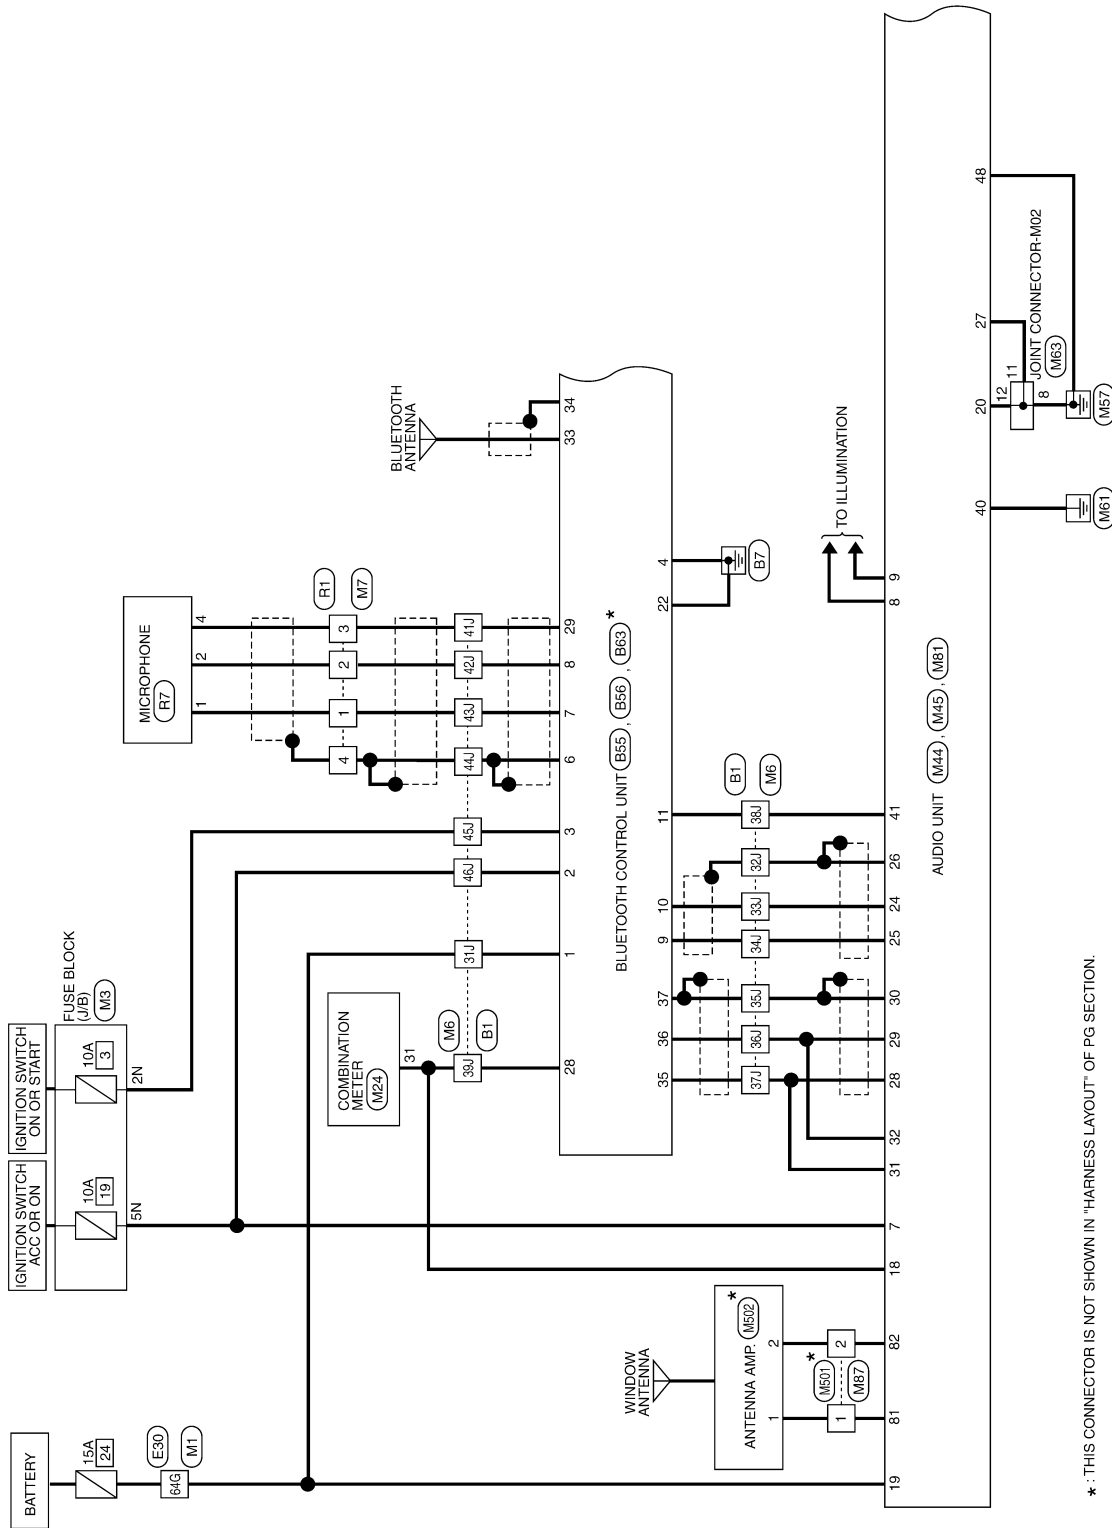 BATTERY
15A
24
E30
64G
M1
IGNITION SWITCH
ACC OR ON
IGNITION SWITCH
ON OR START
10A
19
5N
10A
3
2N
FUSE BLOCK
(J/B)
M3
MICROPHONE
R7
1
2
4
4
1
2
3
R1
M7
BLUETOOTH
ANTENNA
COMBINATION
METER
M24
31
M6
39J
B1
31J
46J
45J
44J
43J
42J
41J
28
1
2
3
6
7
8
29
33
34
BLUETOOTH CONTROL UNIT B55 , B56 , B63 *
35
36
37
9
10
11
22
4
B7
WINDOW
ANTENNA
ANTENNA AMP. M502 *
1
2
M501 *
1
2
M87
37J
36J
35J
34J
33J
32J
38J
B1
M6
TO ILLUMINATION
19
81
82
18
7
31
32
28
29
30
25
24
26
41
8
9
AUDIO UNIT M44 , M45 , M81
40
20
27
48
12
11
8
JOINT CONNECTOR-M02
M63
M61
M57
* : THIS CONNECTOR IS NOT SHOWN IN "HARNESS LAYOUT" OF PG SECTION.